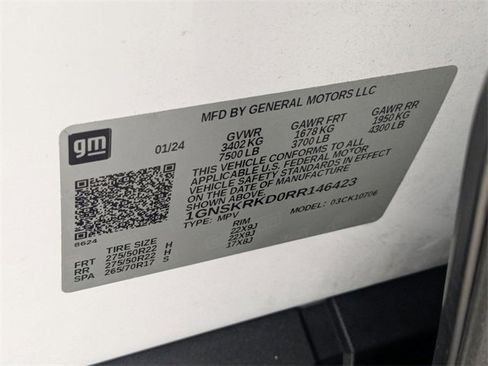 MFD BY GENERAL MOTORS LLC
gm
01/24
GVWR GAWR FRT GAWR RR
3402 KG 1678 KG 1950 KG
7500 LB 3700 LB 4300 LB
THIS VEHICLE CONFORMS TO ALL
APPLICABLE U.S. FEDERAL MOTOR
VEHICLE SAFETY STANDARDS IN EFFECT
ON THE DATE OF MANUFACTURE
1GNSKRKD0RR146423
TYPE: MPV MODEL: 03CK10706
8624
TIRE SIZE RIM
FRT 275/50R22 H 22X9J
RR 275/50R22 H 22X9J
SPA 265/70R17 S 17X8J